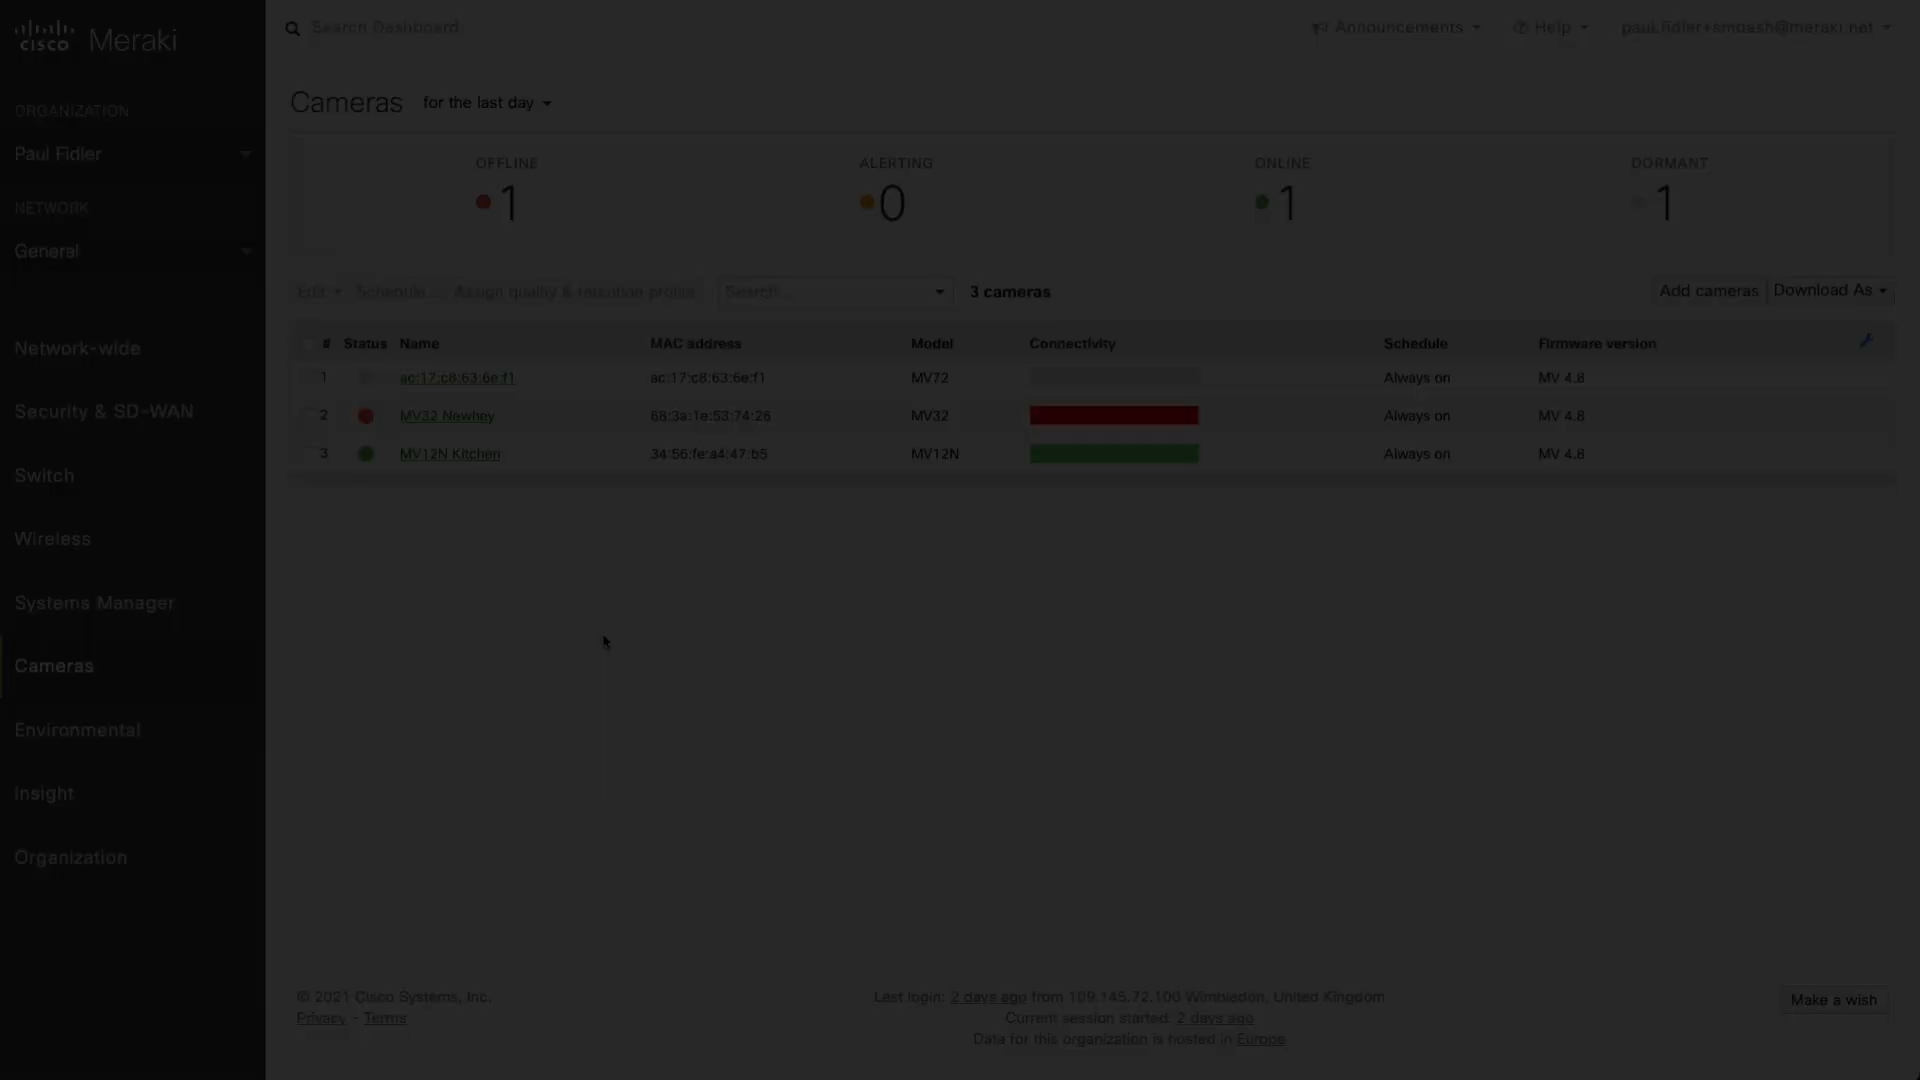 cisco Meraki
Search Dashboard
Announcements
Help
paul.fidler+smdash@meraki.net
ORGANIZATION
Paul Fidler
NETWORK
General
Network-wide
Security & SD-WAN
Switch
Wireless
Systems Manager
Cameras
Environmental
Insight
Organization
Cameras for the last day
OFFLINE ALERTING ONLINE DORMANT
1 0 1 1
Edit Schedule... Assign quality & retention profile Search... 3 cameras Add cameras Download As
# Status Name MAC address Model Connectivity Schedule Firmware version
1 ac:17:c8:63:6e:f1 ac:17:c8:63:6e:f1 MV72 Always on MV 4.8
2 MV32 Newhey 68:3a:1e:53:74:26 MV32 Always on MV 4.8
3 MV12N Kitchen 34:56:fe:a4:47:b5 MV12N Always on MV 4.8
© 2021 Cisco Systems, Inc.
Privacy - Terms
Last login: 2 days ago from 109.145.72.100 Wimbledon, United Kingdom
Current session started: 2 days ago
Data for this organization is hosted in Europe
Make a wish